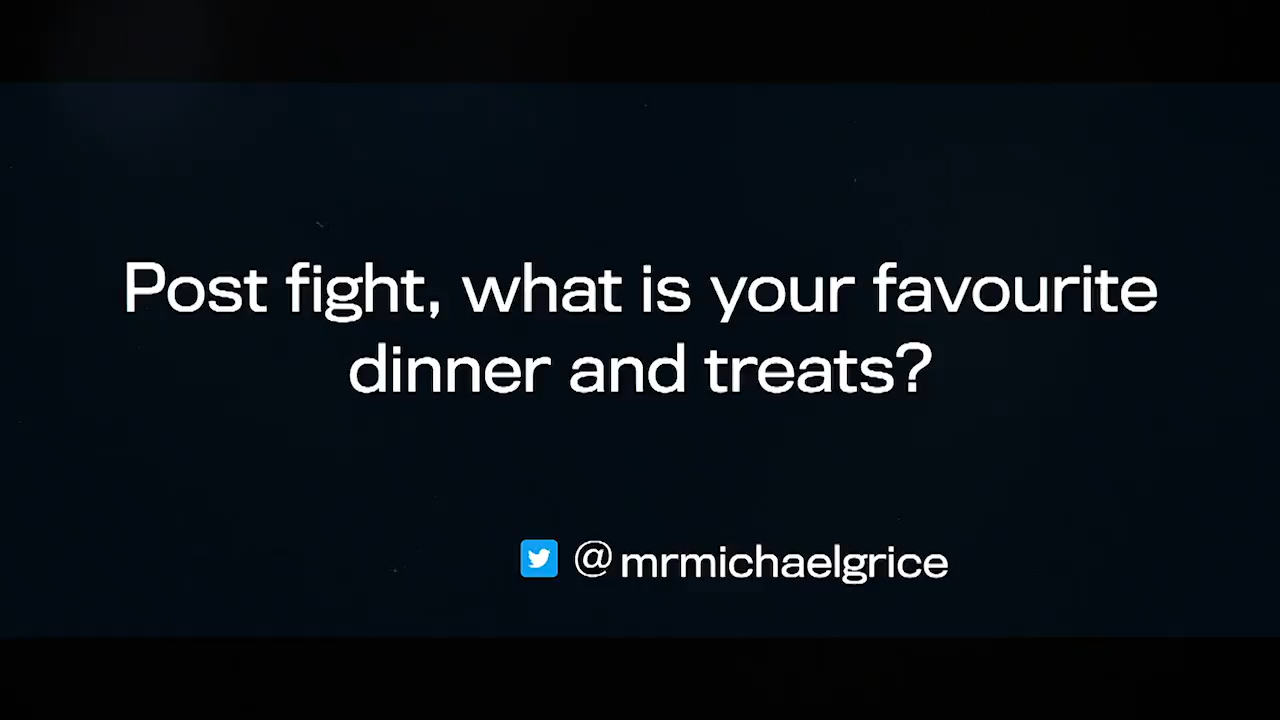 Post fight, what is your favourite
dinner and treats?
@mrmichaelgrice